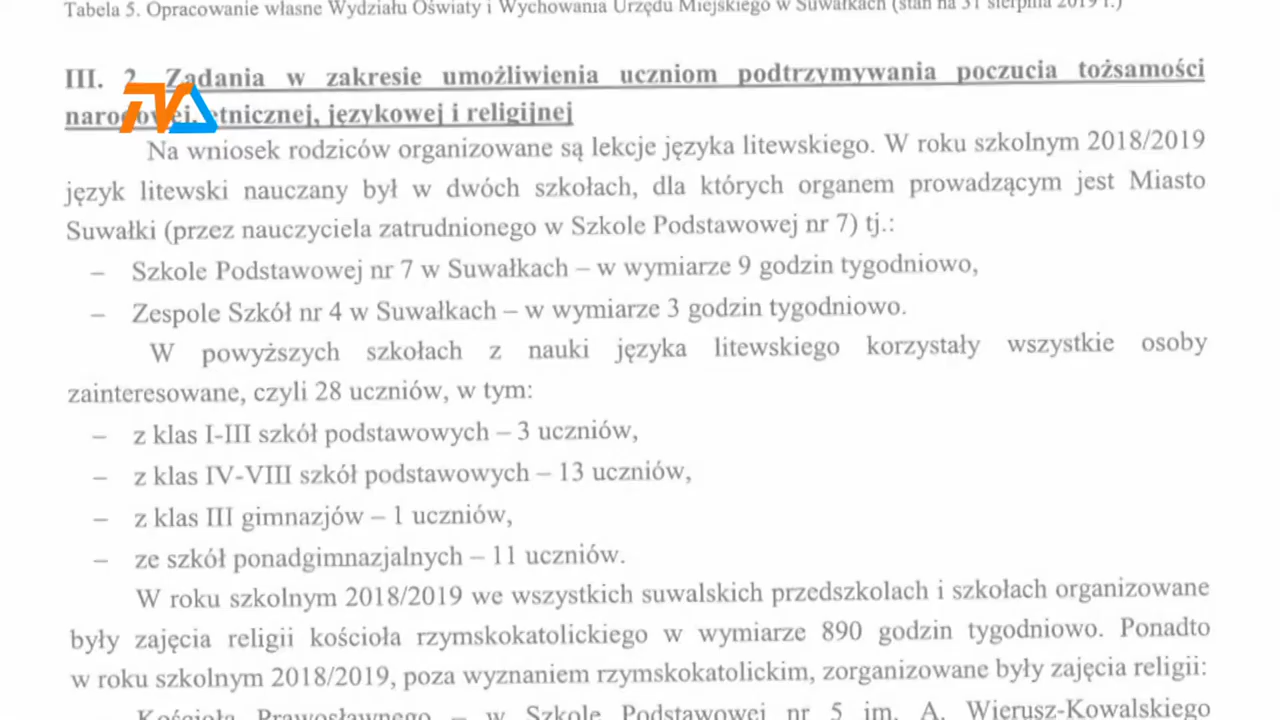 Tabela 5. Opracowanie własne Wydziału Oświaty i Wychowania Urzędu Miejskiego w Suwałkach (stan na 31 sierpnia 2019 r.)
III. 2. Zadania w zakresie umożliwienia uczniom podtrzymywania poczucia tożsamości
narodowej, etnicznej, językowej i religijnej
Na wniosek rodziców organizowane są lekcje języka litewskiego. W roku szkolnym 2018/2019
język litewski nauczany był w dwóch szkołach, dla których organem prowadzącym jest Miasto
Suwałki (przez nauczyciela zatrudnionego w Szkole Podstawowej nr 7) tj.:
– Szkole Podstawowej nr 7 w Suwałkach – w wymiarze 9 godzin tygodniowo,
– Zespole Szkół nr 4 w Suwałkach – w wymiarze 3 godzin tygodniowo.
W powyższych szkołach z nauki języka litewskiego korzystały wszystkie osoby
zainteresowane, czyli 28 uczniów, w tym:
– z klas I-III szkół podstawowych – 3 uczniów,
– z klas IV-VIII szkół podstawowych – 13 uczniów,
– z klas III gimnazjów – 1 uczniów,
– ze szkół ponadgimnazjalnych – 11 uczniów.
W roku szkolnym 2018/2019 we wszystkich suwalskich przedszkolach i szkołach organizowane
były zajęcia religii kościoła rzymskokatolickiego w wymiarze 890 godzin tygodniowo. Ponadto
w roku szkolnym 2018/2019, poza wyznaniem rzymskokatolickim, zorganizowane były zajęcia religii:
Kościoła Prawosławnego – w Szkole Podstawowej nr 5 im. A. Wierusz-Kowalskiego